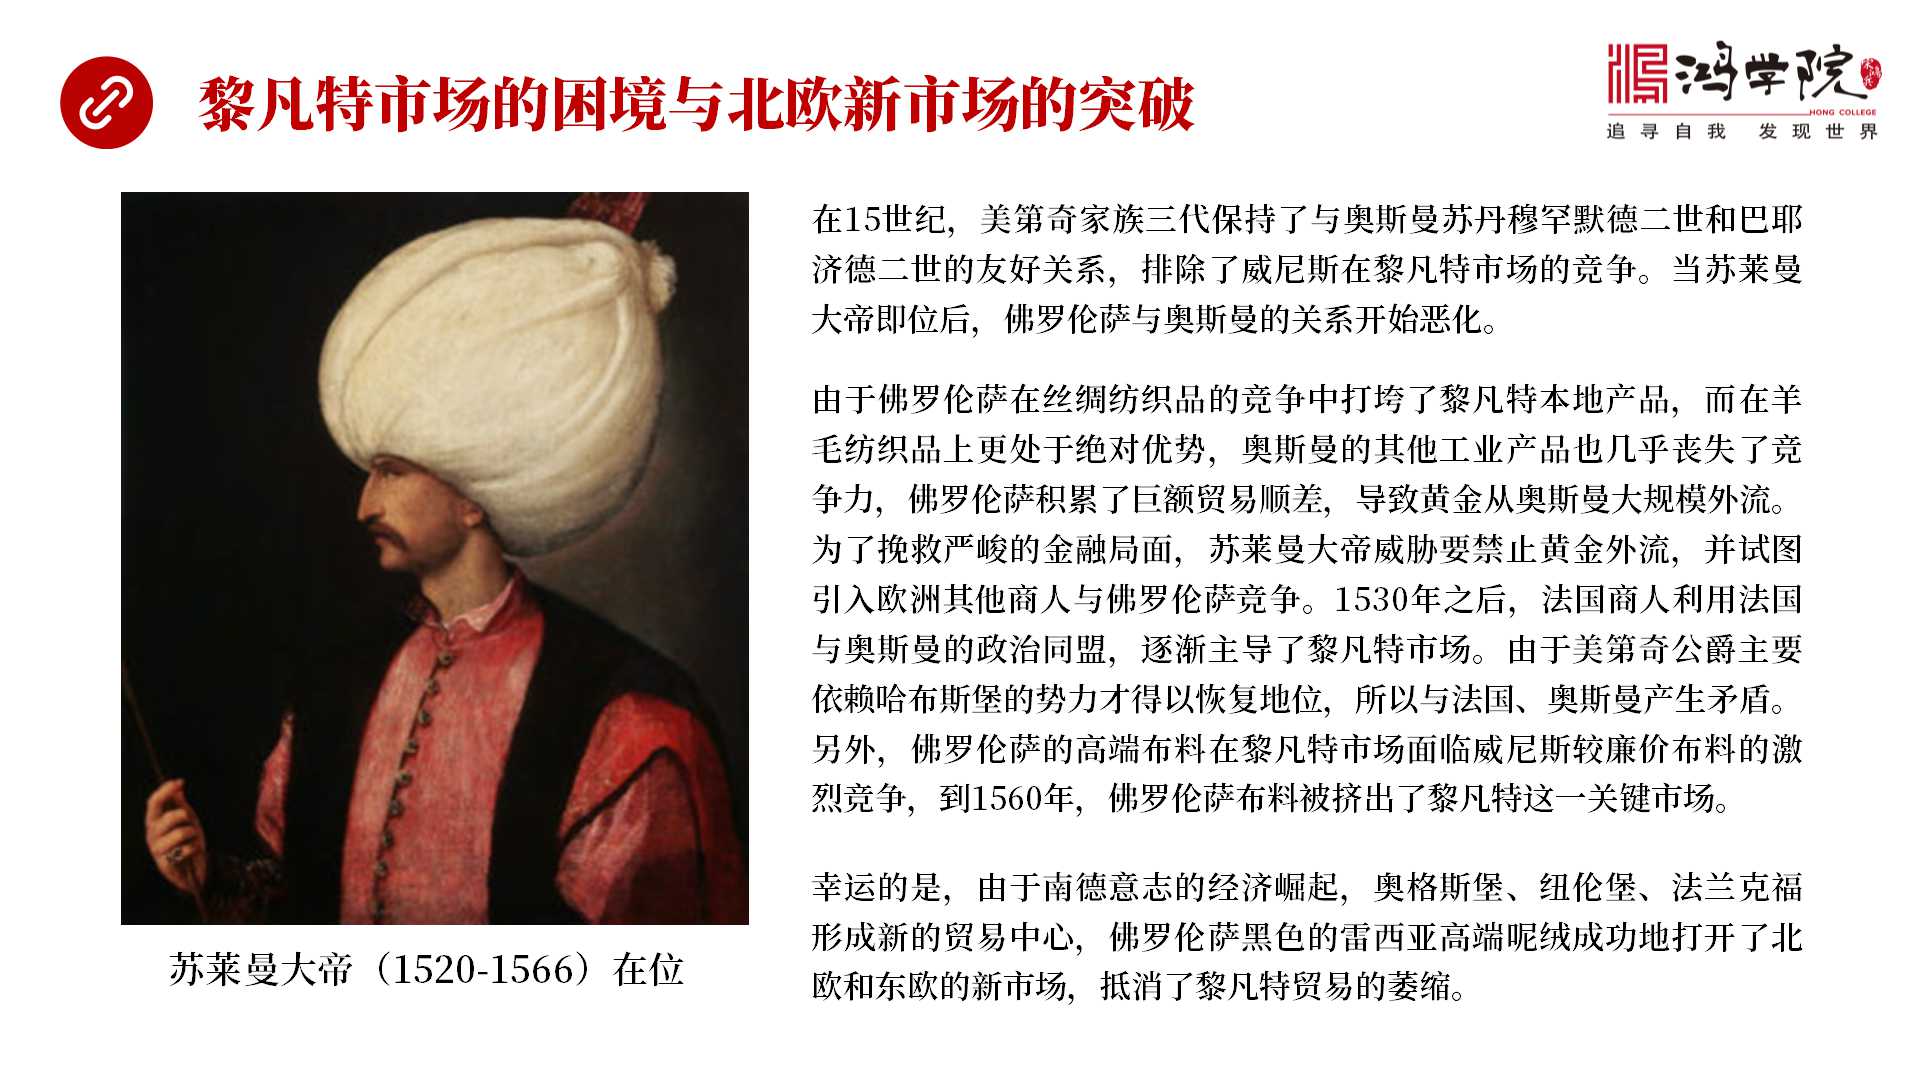 黎凡特市场的困境与北欧新市场的突破
鸿学院
HONG COLLEGE
追寻自我 发现世界
在15世纪，美第奇家族三代保持了与奥斯曼苏丹穆罕默德二世和巴耶
济德二世的友好关系，排除了威尼斯在黎凡特市场的竞争。当苏莱曼
大帝即位后，佛罗伦萨与奥斯曼的关系开始恶化。
由于佛罗伦萨在丝绸纺织品的竞争中打垮了黎凡特本地产品，而在羊
毛纺织品上更处于绝对优势，奥斯曼的其他工业产品也几乎丧失了竞
争力，佛罗伦萨积累了巨额贸易顺差，导致黄金从奥斯曼大规模外流。
为了挽救严峻的金融局面，苏莱曼大帝威胁要禁止黄金外流，并试图
引入欧洲其他商人与佛罗伦萨竞争。1530年之后，法国商人利用法国
与奥斯曼的政治同盟，逐渐主导了黎凡特市场。由于美第奇公爵主要
依赖哈布斯堡的势力才得以恢复地位，所以与法国、奥斯曼产生矛盾。
另外，佛罗伦萨的高端布料在黎凡特市场面临威尼斯较廉价布料的激
烈竞争，到1560年，佛罗伦萨布料被挤出了黎凡特这一关键市场。
幸运的是，由于南德意志的经济崛起，奥格斯堡、纽伦堡、法兰克福
形成新的贸易中心，佛罗伦萨黑色的雷西亚高端呢绒成功地打开了北
欧和东欧的新市场，抵消了黎凡特贸易的萎缩。
苏莱曼大帝（1520-1566）在位